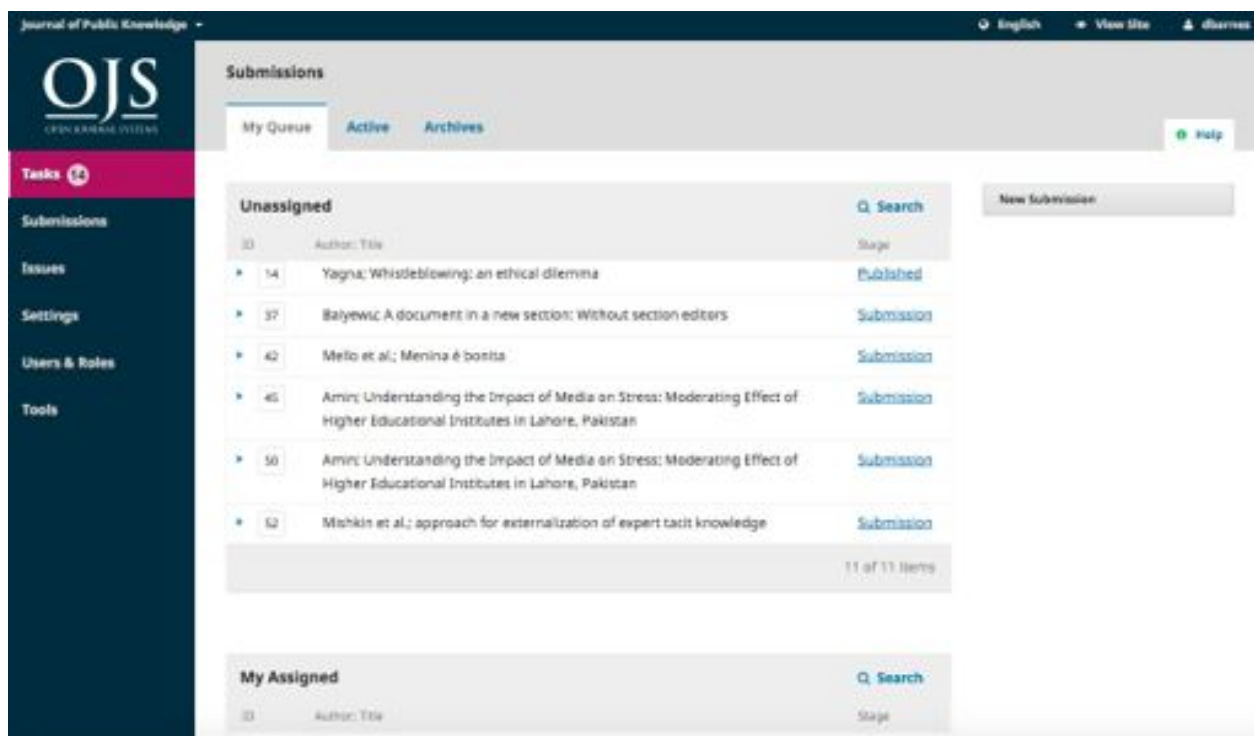 Journal of Public Knowledge
English View Site dbarnes
OJS
OPEN JOURNAL SYSTEMS
Submissions
My Queue Active Archives
Help
Tasks 14
Submissions
Issues
Settings
Users & Roles
Tools
Unassigned Search
ID Author; Title Stage
14 Yagna; Whistleblowing: an ethical dilemma Published
37 Baiyewu; A document in a new section: Without section editors Submission
42 Mello et al.; Menina é bonita Submission
45 Amin; Understanding the Impact of Media on Stress: Moderating Effect of Submission
Higher Educational Institutes in Lahore, Pakistan
50 Amin; Understanding the Impact of Media on Stress: Moderating Effect of Submission
Higher Educational Institutes in Lahore, Pakistan
52 Mishkin et al.; approach for externalization of expert tacit knowledge Submission
11 of 11 items
New Submission
My Assigned Search
ID Author; Title Stage